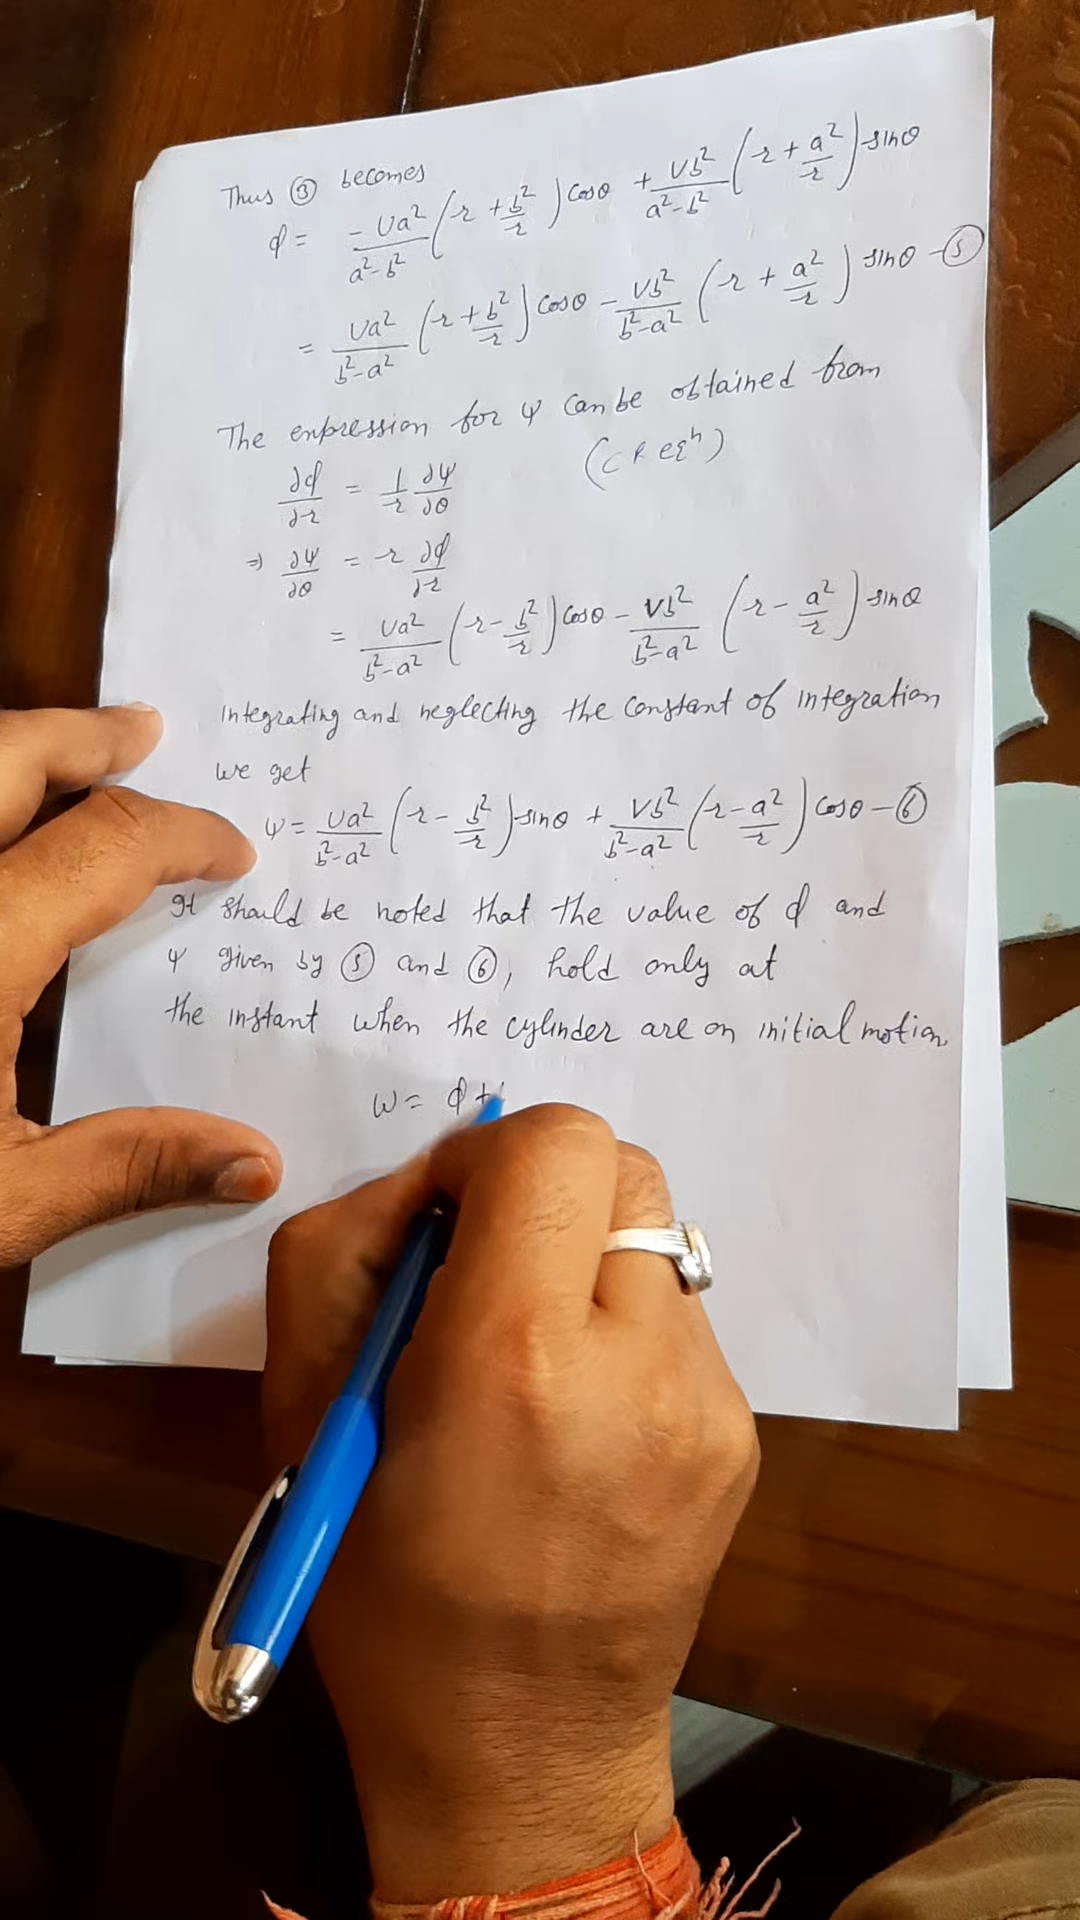 Thus ③ becomes
φ = -Ua²/(a²-b²) (r + b²/r) cosθ + Vb²/(a²-b²) (r + a²/r) sinθ
= Ua²/(b²-a²) (r + b²/r) cosθ - Vb²/(b²-a²) (r + a²/r) sinθ - ⑤
The expression for ψ can be obtained from
∂φ/∂r = 1/r ∂ψ/∂θ (C R eqⁿ)
⇒ ∂ψ/∂θ = r ∂φ/∂r
= Ua²/(b²-a²) (r - b²/r) cosθ - Vb²/(b²-a²) (r - a²/r) sinθ
integrating and neglecting the constant of integration
we get
ψ = Ua²/(b²-a²) (r - b²/r) sinθ + Vb²/(b²-a²) (r - a²/r) cosθ - ⑥
It should be noted that the value of φ and
ψ given by ⑤ and ⑥, hold only at
the instant when the cylinder are on initial motion
w = φ +